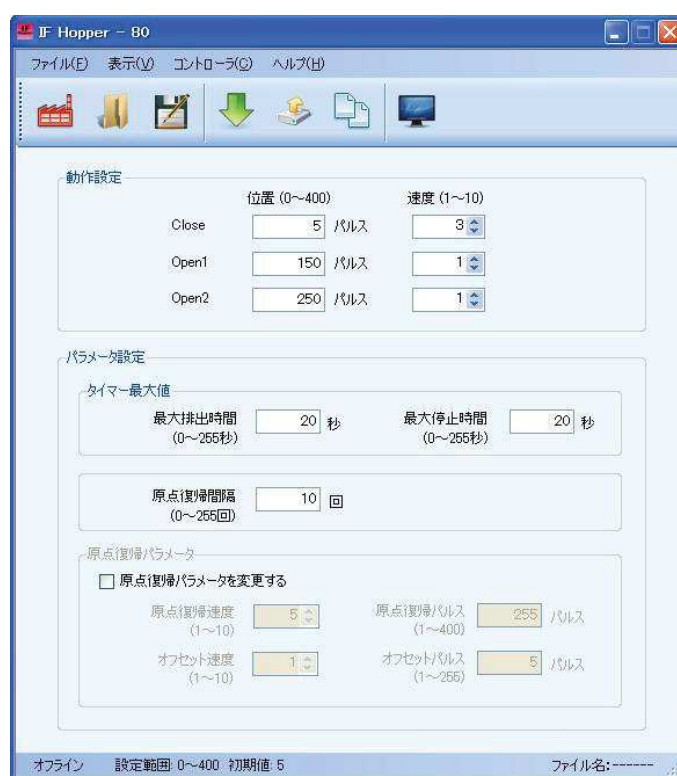 IF Hopper - 80
ファイル(F) 表示(V) コントローラ(C) ヘルプ(H)
動作設定
位置 (0～400) 速度 (1～10)
Close 5 パルス 3
Open1 150 パルス 1
Open2 250 パルス 1
パラメータ設定
タイマー最大値
最大排出時間 20 秒 最大停止時間 20 秒
(0～255秒) (0～255秒)
原点復帰間隔 10 回
(0～255回)
原点復帰パラメータ
原点復帰パラメータを変更する
原点復帰速度 5 原点復帰パルス 255 パルス
(1～10) (1～400)
オフセット速度 1 オフセットパルス 5 パルス
(1～10) (1～255)
オフライン 設定範囲: 0～400 初期値: 5 ファイル名:------